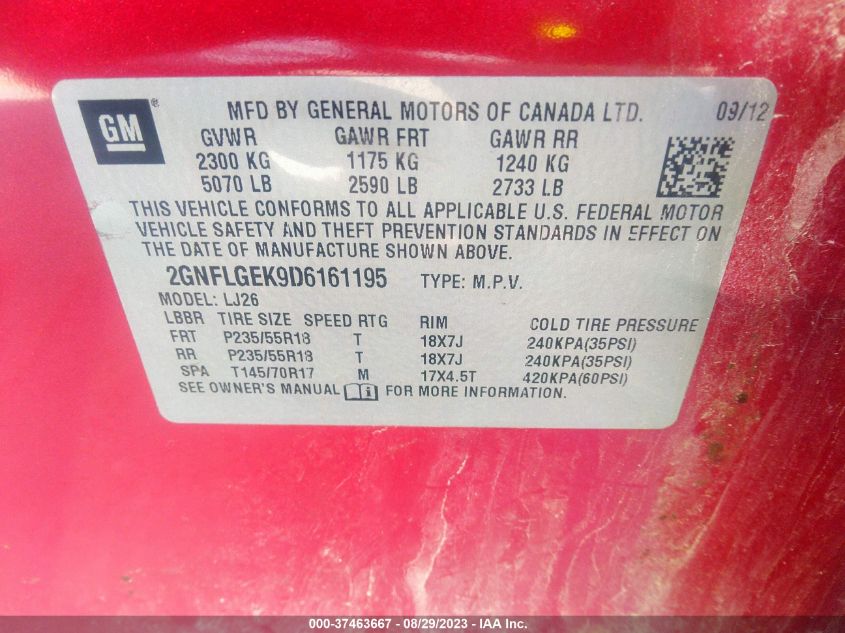 GM ® MFD BY GENERAL MOTORS OF CANADA LTD. 09/12
GVWR GAWR FRT GAWR RR
2300 KG 1175 KG 1240 KG
5070 LB 2590 LB 2733 LB
THIS VEHICLE CONFORMS TO ALL APPLICABLE U.S. FEDERAL MOTOR
VEHICLE SAFETY AND THEFT PREVENTION STANDARDS IN EFFECT ON
THE DATE OF MANUFACTURE SHOWN ABOVE.
2GNFLGEK9D6161195 TYPE: M.P.V.
MODEL: LJ26
LBBR TIRE SIZE SPEED RTG RIM COLD TIRE PRESSURE
FRT P235/55R18 T 18X7J 240KPA(35PSI)
RR P235/55R18 T 18X7J 240KPA(35PSI)
SPA T145/70R17 M 17X4.5T 420KPA(60PSI)
SEE OWNER'S MANUAL FOR MORE INFORMATION.
000-37463667 - 08/29/2023 - IAA Inc.